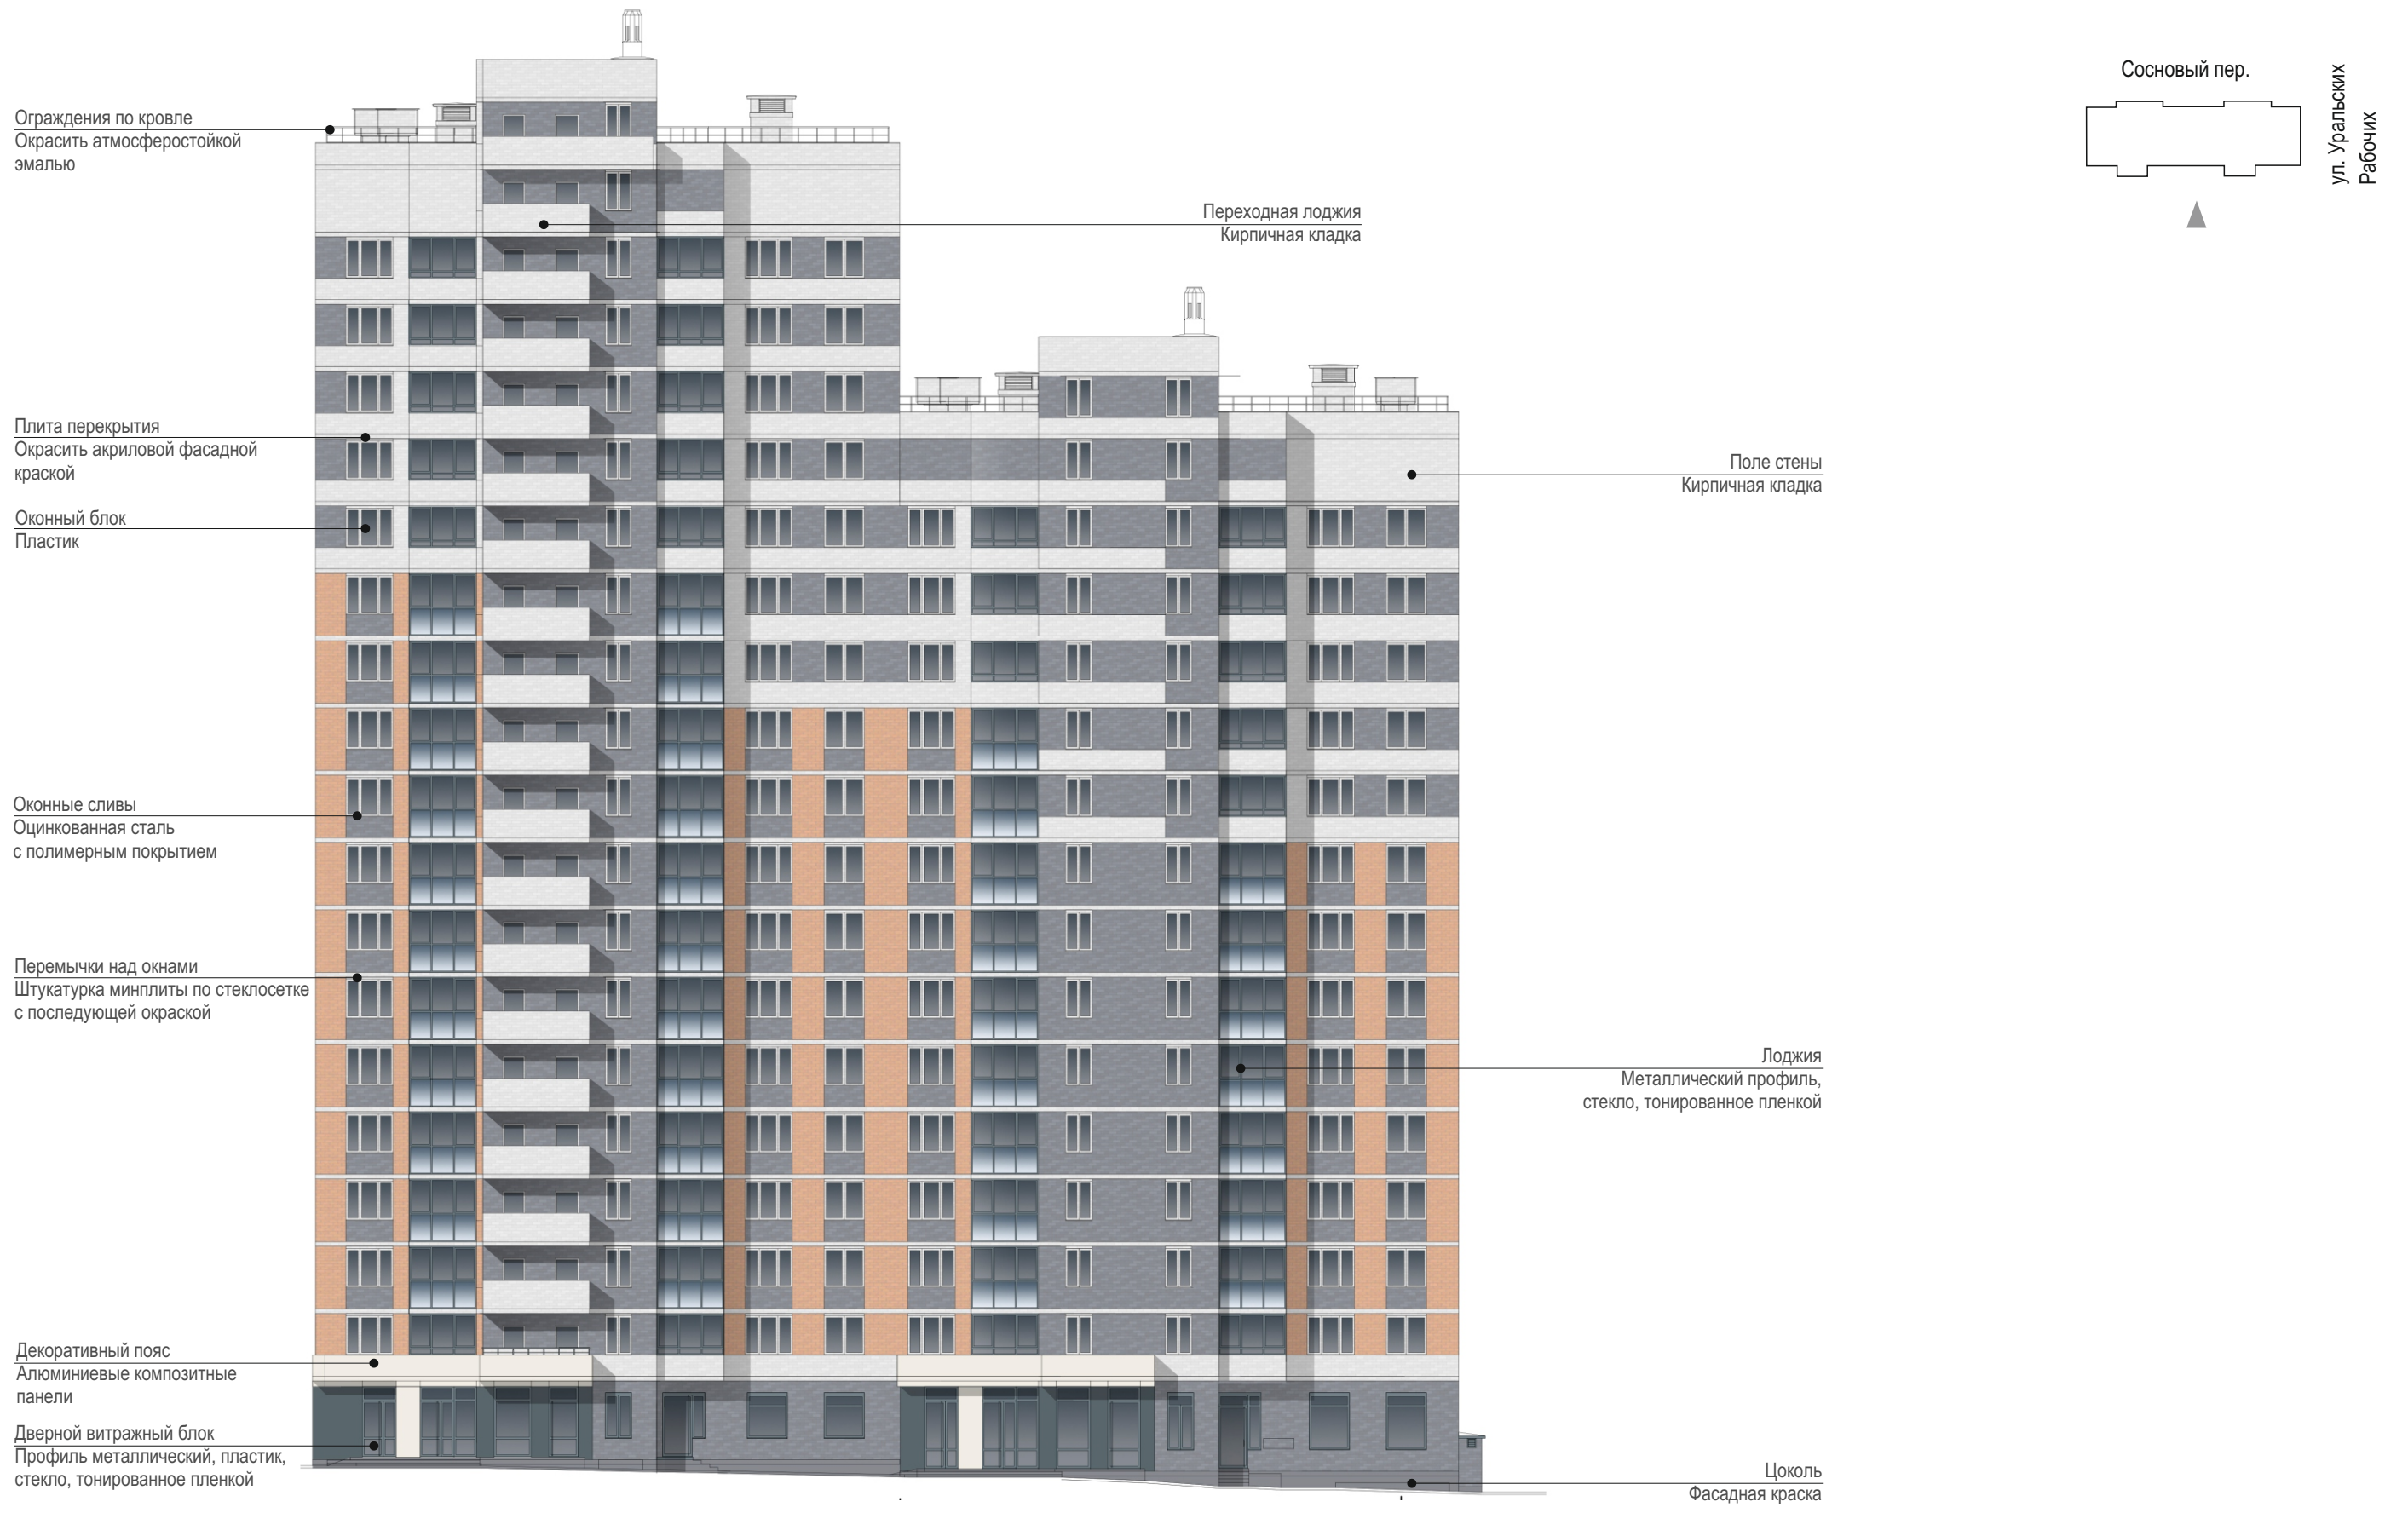 Ограждения по кровле
Окрасить атмосферостойкой
эмалью
Плита перекрытия
Окрасить акриловой фасадной
краской
Оконный блок
Пластик
Оконные сливы
Оцинкованная сталь
с полимерным покрытием
Перемычки над окнами
Штукатурка минплиты по стеклосетке
с последующей окраской
Декоративный пояс
Алюминиевые композитные
панели
Дверной витражный блок
Профиль металлический, пластик,
стекло, тонированное пленкой
Переходная лоджия
Кирпичная кладка
Поле стены
Кирпичная кладка
Лоджия
Металлический профиль,
стекло, тонированное пленкой
Цоколь
Фасадная краска
Сосновый пер.
ул. Уральских
Рабочих